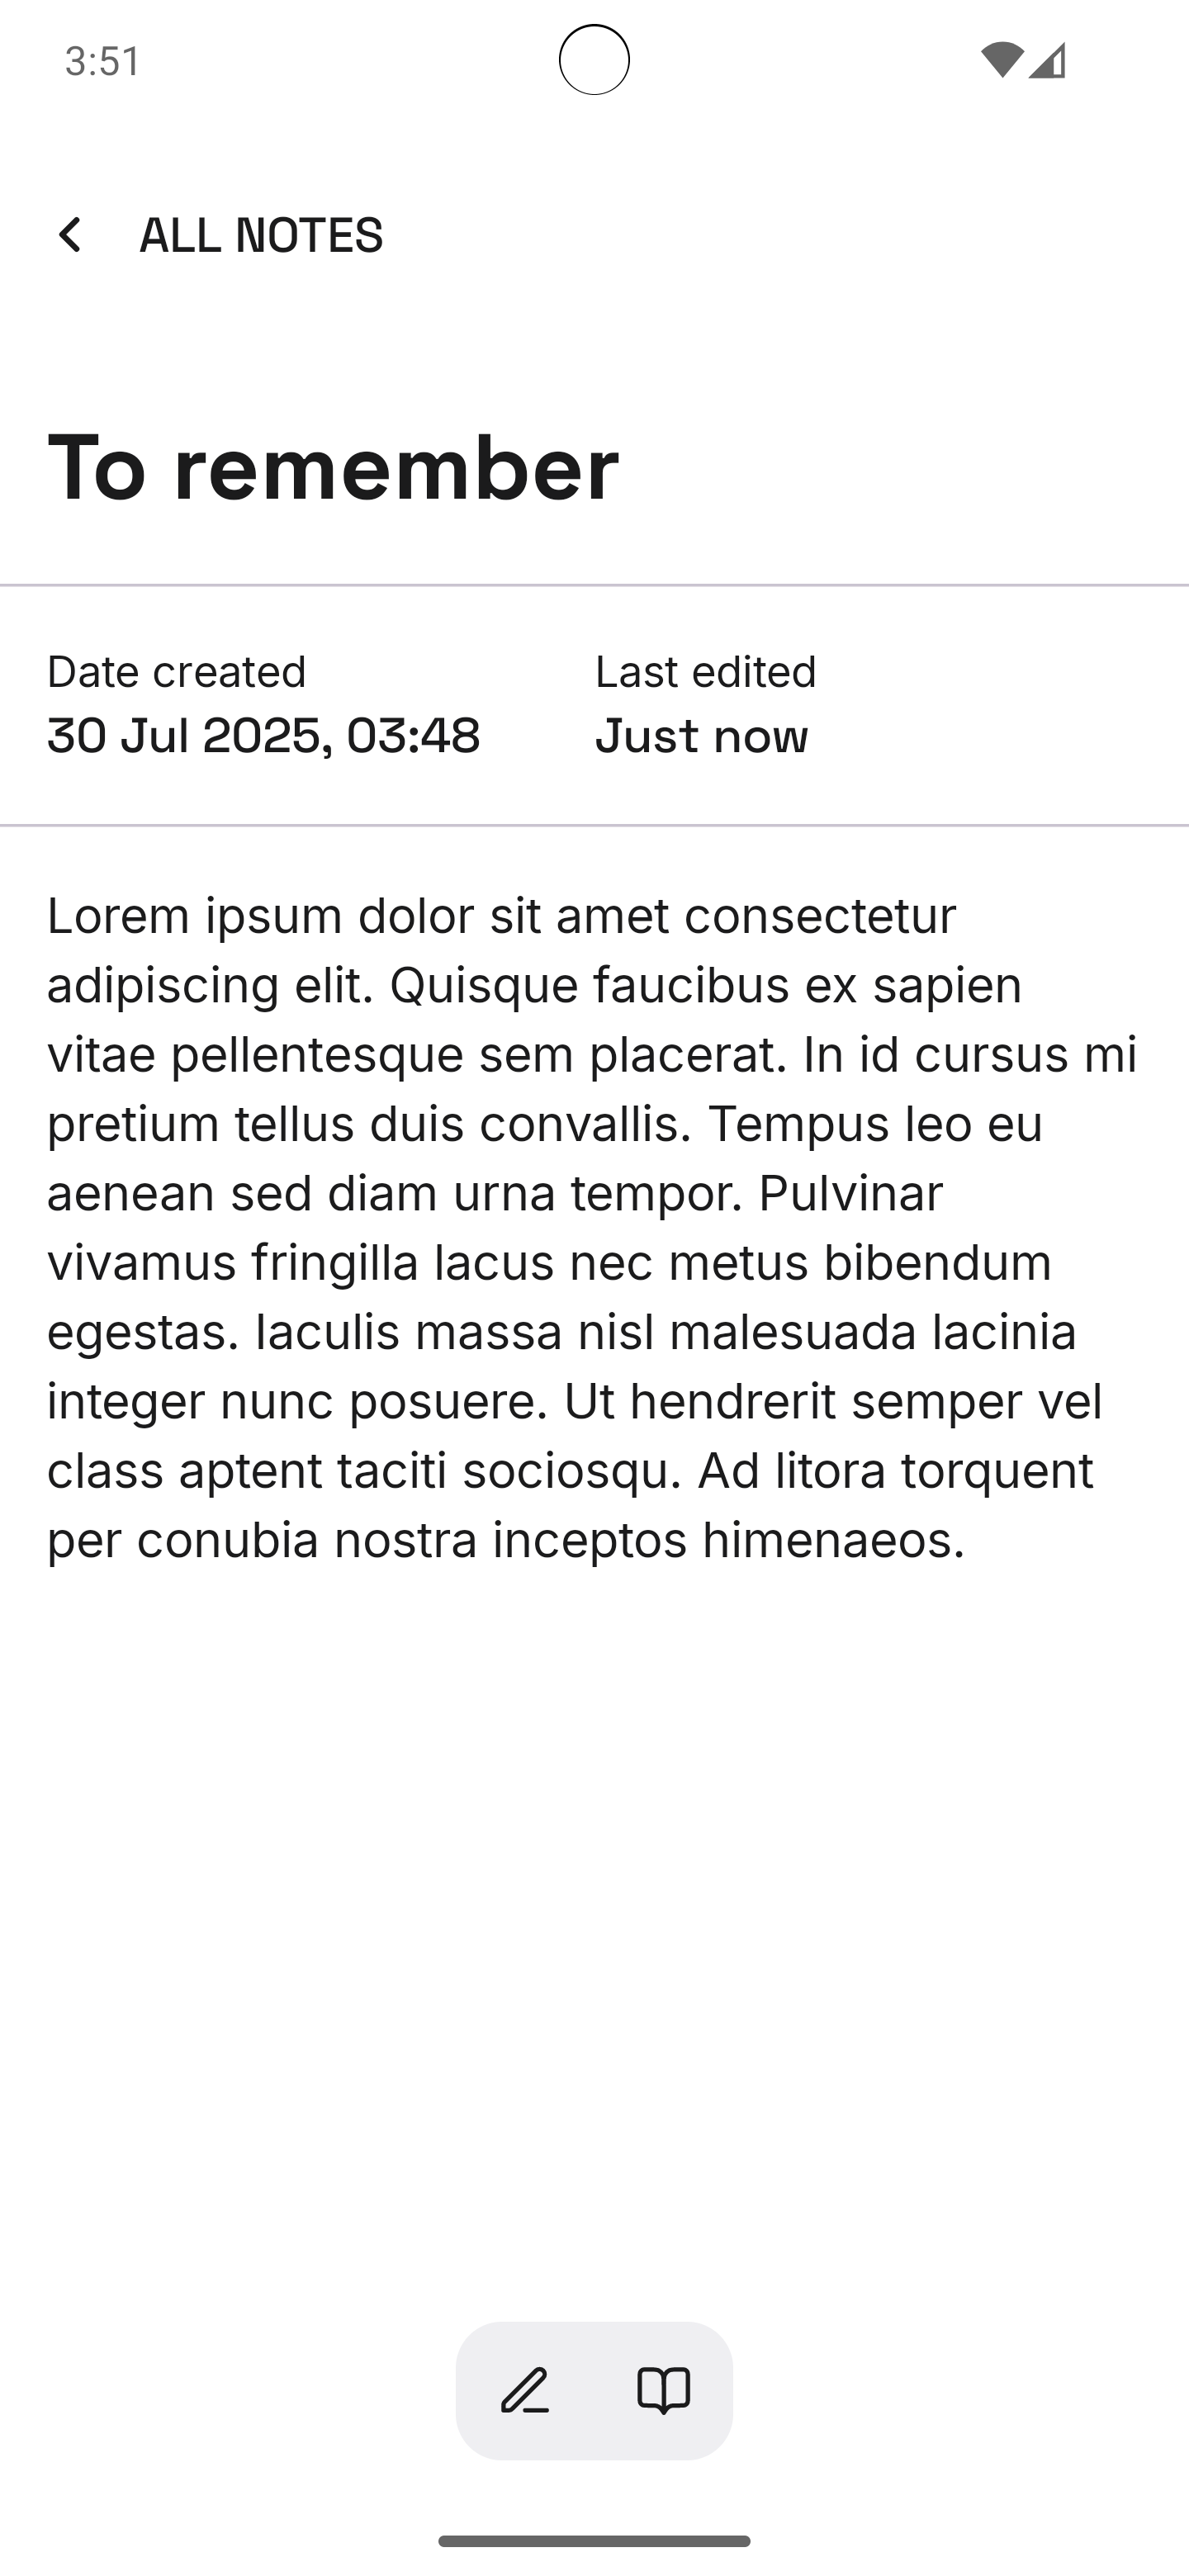 3:51
ALL NOTES
To remember
Date created
30 Jul 2025, 03:48
Last edited
Just now
Lorem ipsum dolor sit amet consectetur
adipiscing elit. Quisque faucibus ex sapien
vitae pellentesque sem placerat. In id cursus mi
pretium tellus duis convallis. Tempus leo eu
aenean sed diam urna tempor. Pulvinar
vivamus fringilla lacus nec metus bibendum
egestas. Iaculis massa nisl malesuada lacinia
integer nunc posuere. Ut hendrerit semper vel
class aptent taciti sociosqu. Ad litora torquent
per conubia nostra inceptos himenaeos.